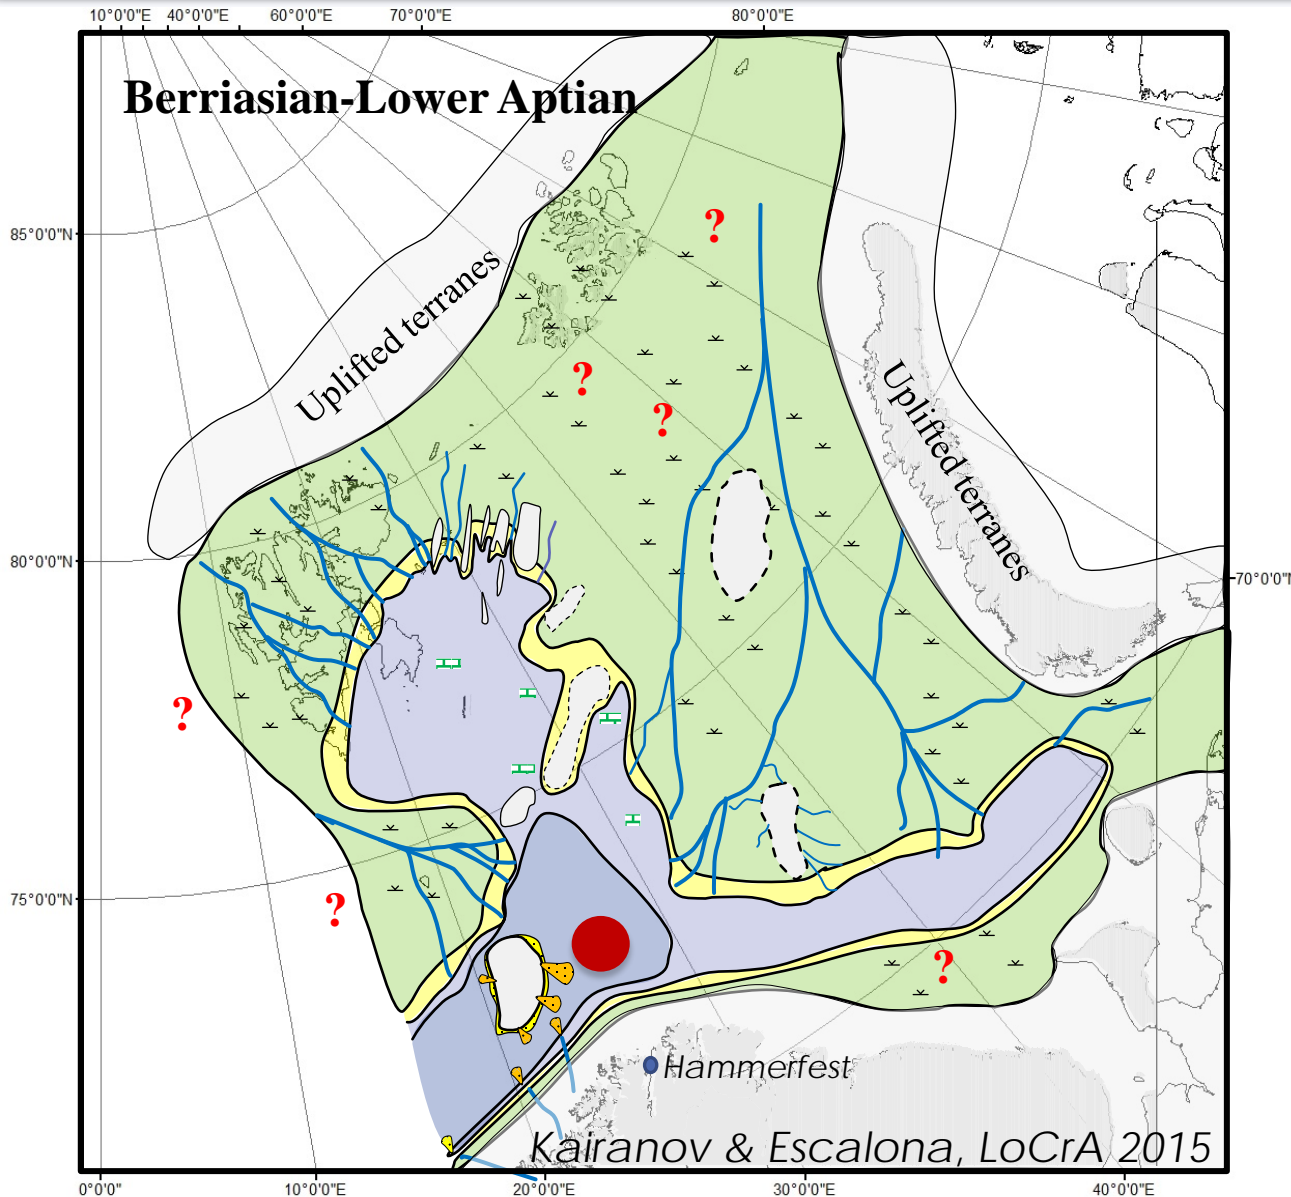 10°0'0"E 40°0'0"E 60°0'0"E 70°0'0"E 80°0'0"E
Berriasian-Lower Aptian
85°0'0"N
?
Uplifted terranes
?
?
Uplifted terranes
80°0'0"N
70°0'0"N
?
75°0'0"N
?
?
Hammerfest
Kairanov & Escalona, LoCrA 2015
0°0'0" 10°0'0"E 20°0'0"E 30°0'0"E 40°0'0"E